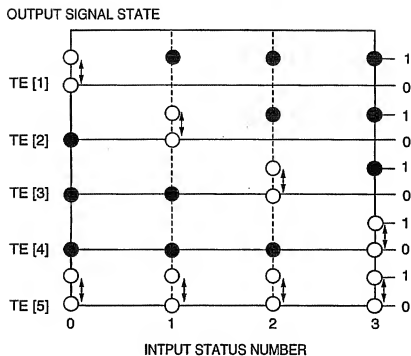 OUTPUT SIGNAL STATE
1
TE [1] 0
1
TE [2] 0
1
TE [3] 0
1
TE [4] 0
1
TE [5] 0
0 1 2 3
INTPUT STATUS NUMBER